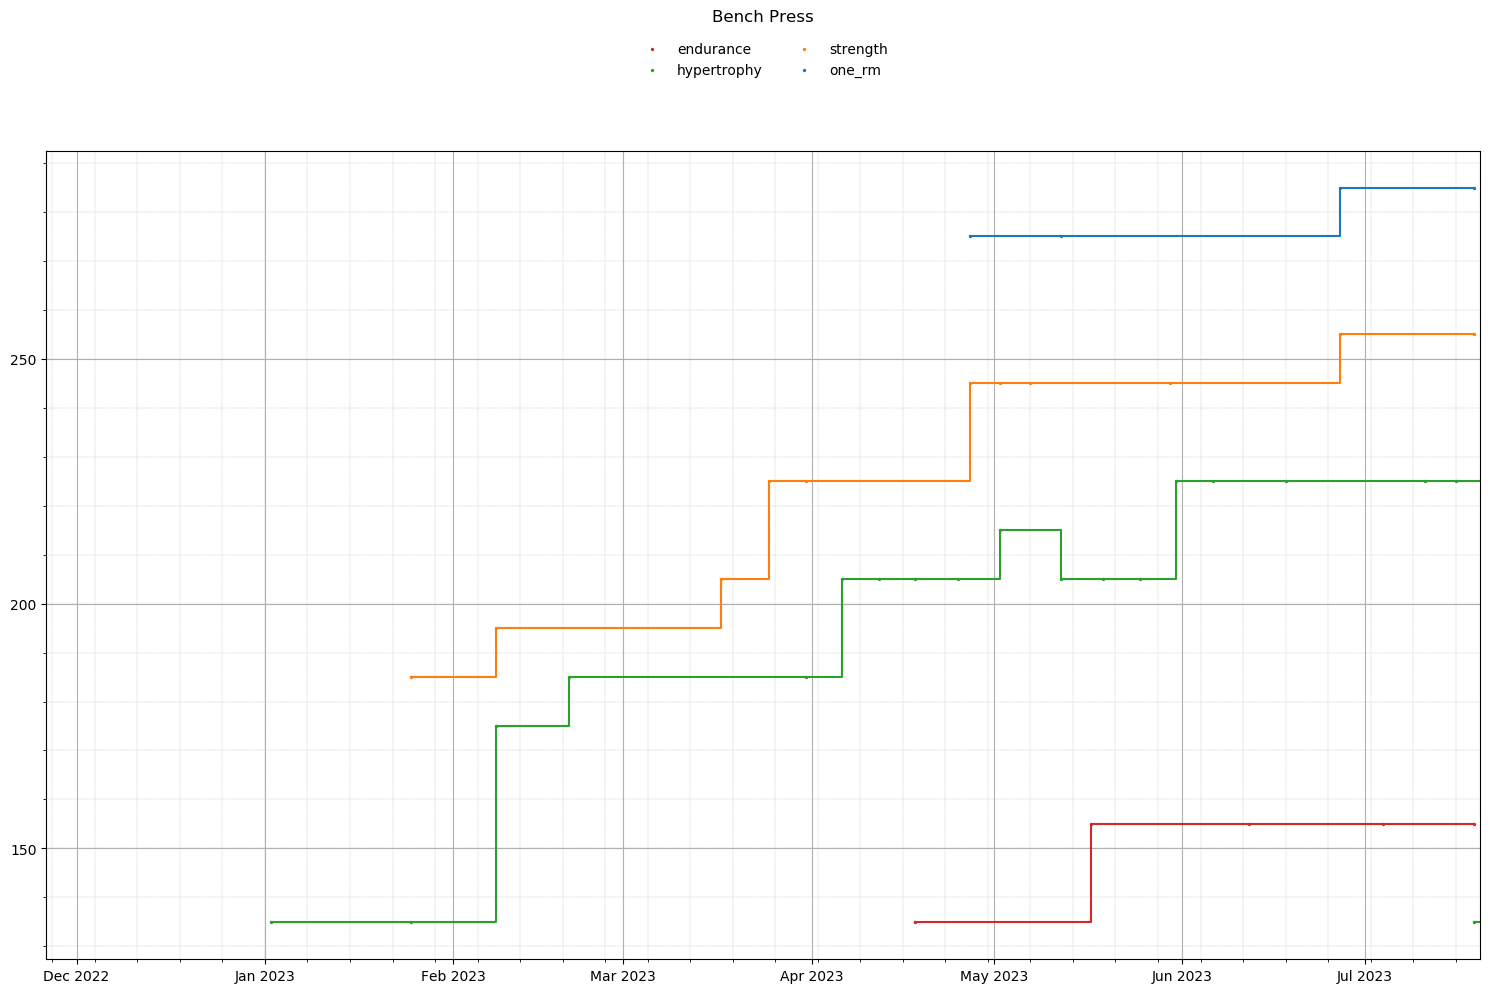 Bench Press
endurance strength
hypertrophy one_rm
250
200
150
Dec 2022 Jan 2023 Feb 2023 Mar 2023 Apr 2023 May 2023 Jun 2023 Jul 2023